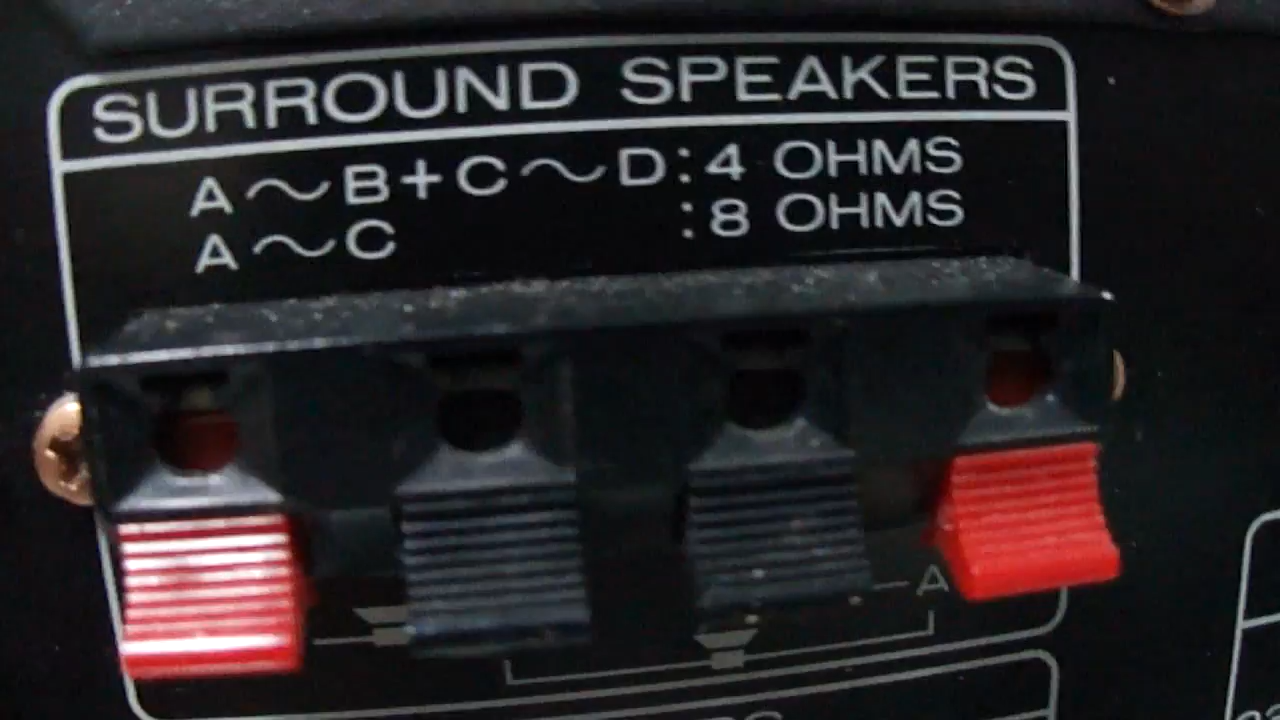 SURROUND SPEAKERS
A～B+C～D:4 OHMS
A～C :8 OHMS
A